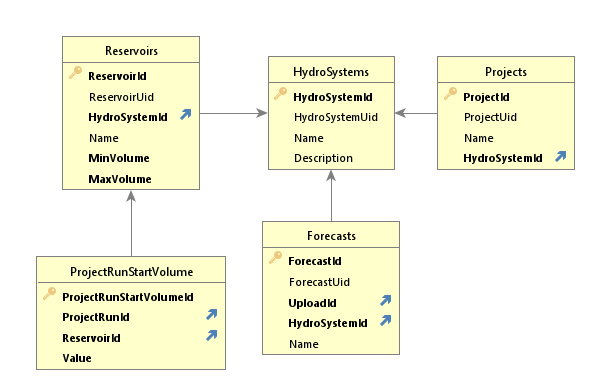 Reservoirs
ReservoirId
ReservoirUid
HydroSystemId
Name
MinVolume
MaxVolume
HydroSystems
HydroSystemId
HydroSystemUid
Name
Description
Projects
ProjectId
ProjectUid
Name
HydroSystemId
ProjectRunStartVolume
ProjectRunStartVolumeId
ProjectRunId
ReservoirId
Value
Forecasts
ForecastId
ForecastUid
UploadId
HydroSystemId
Name